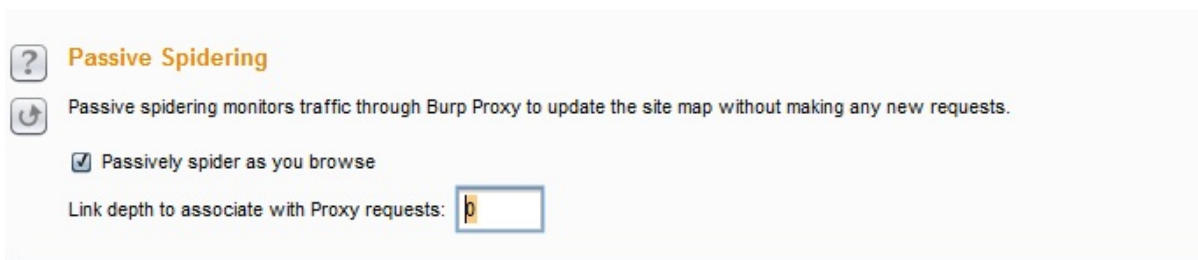 ?
Passive Spidering
Passive spidering monitors traffic through Burp Proxy to update the site map without making any new requests.
Passively spider as you browse
Link depth to associate with Proxy requests: 0